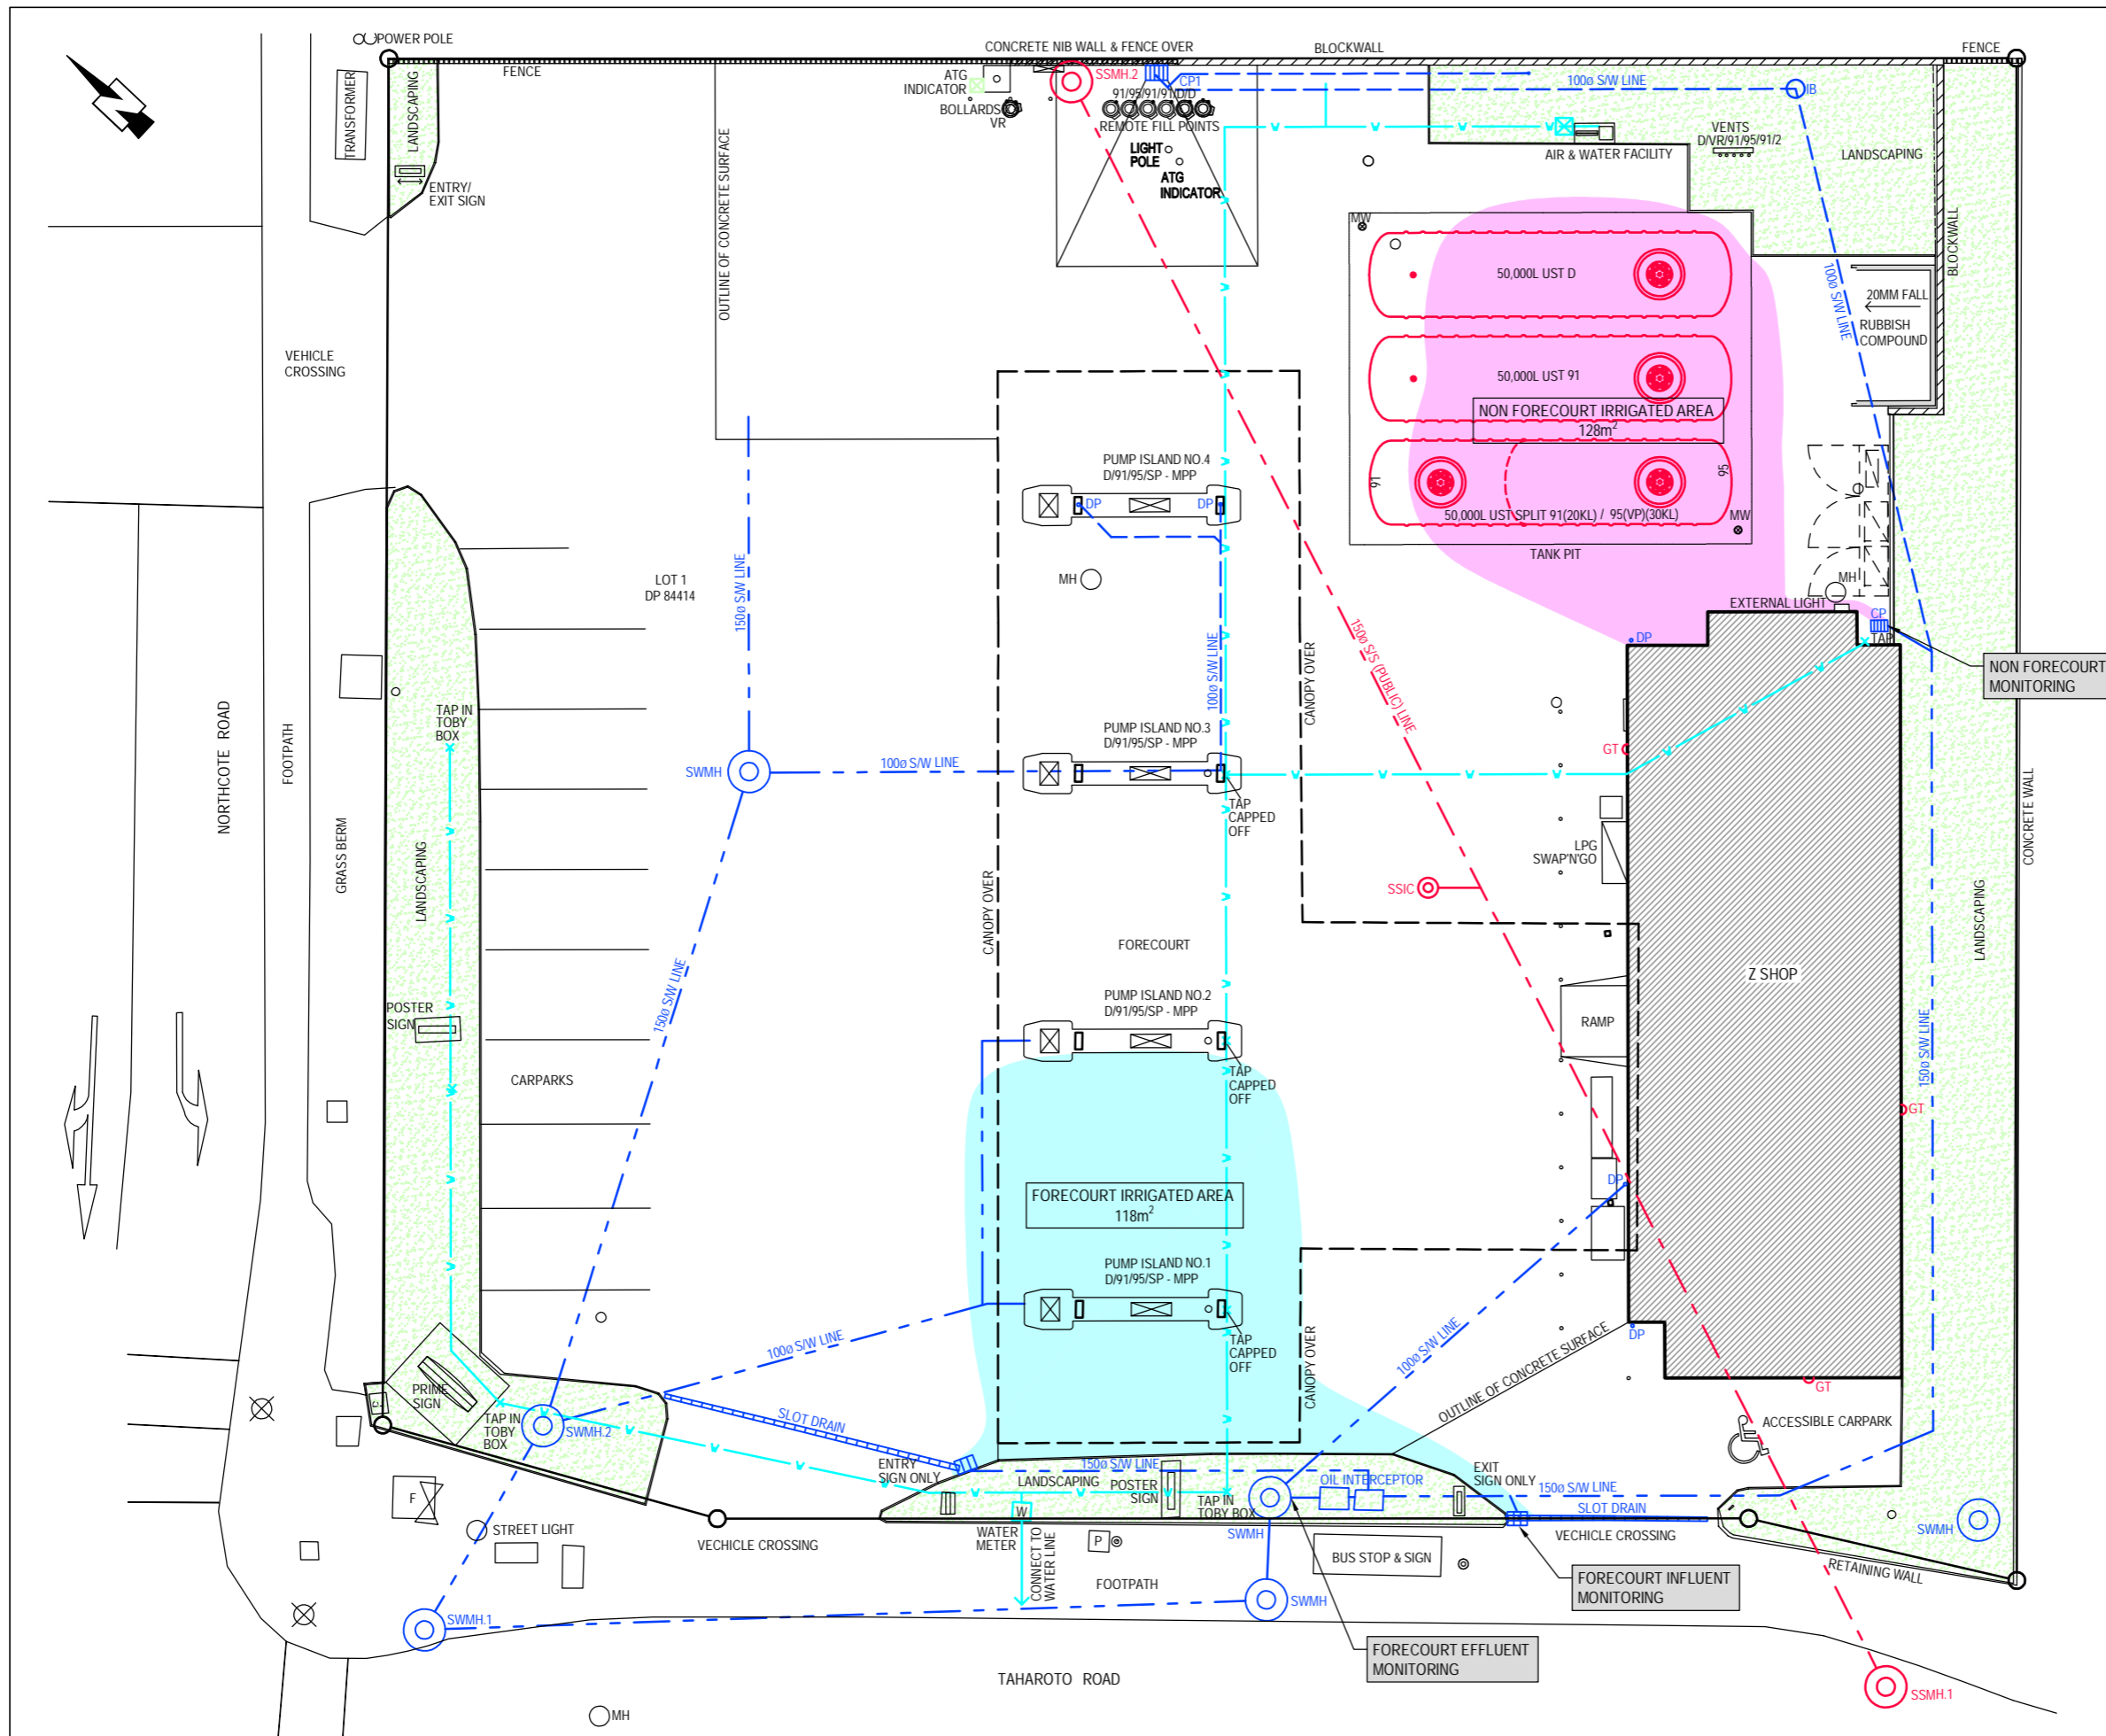 POWER POLE
TRANSFORMER
LANDSCAPING
FENCE
ENTRY/
EXIT SIGN
CONCRETE NIB WALL & FENCE OVER
BLOCKWALL
FENCE
ATG
INDICATOR
BOLLARDS
VR
SSMH.2
CP1
91/95/91/91/D/D
REMOTE FILL POINTS
LIGHT
POLE
ATG
INDICATOR
100ø S/W LINE
IB
AIR & WATER FACILITY
VENTS
D/VR/91/95/91/2
LANDSCAPING
OUTLINE OF CONCRETE SURFACE
BLOCKWALL
MW
50,000L UST D
100ø S/W LINE
20MM FALL
RUBBISH
COMPOUND
VEHICLE
CROSSING
50,000L UST 91
NON FORECOURT IRRIGATED AREA
128m²
91
95
50,000L UST SPLIT 91(20KL) / 95(VP)(30KL)
MW
TANK PIT
PUMP ISLAND NO.4
D/91/95/SP - MPP
DP
DP
150ø S/W LINE
LOT 1
DP 84414
MH
MH
EXTERNAL LIGHT
CP
TAP
DP
100ø S/W LINE
150ø S/S (PUBLIC) LINE
CANOPY OVER
NON FORECOURT
MONITORING
NORTHCOTE ROAD
FOOTPATH
TAP IN
TOBY
BOX
PUMP ISLAND NO.3
D/91/95/SP - MPP
GT
SWMH
100ø S/W LINE
TAP
CAPPED
OFF
LPG
SWAP'N'GO
CONCRETE WALL
GRASS BERM
LANDSCAPING
SSIC
CANOPY OVER
FORECOURT
LANDSCAPING
Z SHOP
150ø S/W LINE
POSTER
SIGN
PUMP ISLAND NO.2
D/91/95/SP - MPP
RAMP
150ø S/W LINE
CARPARKS
TAP
CAPPED
OFF
GT
DP
FORECOURT IRRIGATED AREA
118m²
PUMP ISLAND NO.1
D/91/95/SP - MPP
100ø S/W LINE
TAP
CAPPED
OFF
CANOPY OVER
100ø S/W LINE
OUTLINE OF CONCRETE SURFACE
DP
GT
PRIME
SIGN
TAP IN
TOBY
BOX
SWMH.2
SLOT DRAIN
ACCESSIBLE CARPARK
ENTRY
SIGN ONLY
150ø S/W LINE
LANDSCAPING
POSTER
SIGN
TAP IN
TOBY BOX
OIL INTERCEPTOR
EXIT
SIGN ONLY
150ø S/W LINE
SLOT DRAIN
F
STREET LIGHT
VECHICLE CROSSING
W
WATER
METER
CONNECT TO
WATER LINE
P
SWMH
VECHICLE CROSSING
SWMH
BUS STOP & SIGN
FOOTPATH
RETAINING WALL
FORECOURT INFLUENT
MONITORING
SWMH
SWMH.1
FORECOURT EFFLUENT
MONITORING
TAHAROTO ROAD
SSMH.1
MH